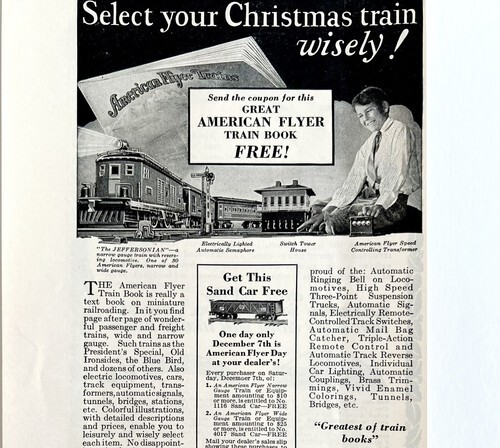 Select your Christmas train
wisely!
American Flyer Trains
Send the coupon for this
GREAT
AMERICAN FLYER
TRAIN BOOK
FREE!
"The JEFFERSONIAN"—a
narrow gauge train with revers-
ing locomotive. One of 30
American Flyers, narrow and
wide gauge.
Electrically Lighted
Automatic Semaphore
Switch Tower
House
American Flyer Speed
Controlling Transformer
THE American Flyer
Train Book is really a
text book on miniature
railroading. In it you find
page after page of wonder-
ful passenger and freight
trains, wide and narrow
gauge. Such trains as the
President's Special, Old
Ironsides, the Blue Bird,
and dozens of others. Also
electric locomotives, cars,
track equipment, trans-
formers, automatic signals,
tunnels, bridges, stations,
etc. Colorful illustrations,
with detailed descriptions
and prices, enable you to
leisurely and wisely select
each item. No disappoint-
Get This
Sand Car Free
One day only
December 7th is
American Flyer Day
at your dealer's!
Every purchase on Satur-
day, December 7th, of:
1. An American Flyer Narrow
Gauge Train or Equip-
ment amounting to $10
or more, is entitled to No.
1116 Sand Car—FREE
2. An American Flyer Wide
Gauge Train or Equip-
ment amounting to $25
or more, is entitled to No.
4017 Sand Car—FREE
Mail your dealer's sales slip
proud of the: Automatic
Ringing Bell on Loco-
motives, High Speed
Three-Point Suspension
Trucks, Automatic Sig-
nals, Electrically Remote-
Controlled Track Switches,
Automatic Mail Bag
Catcher, Triple-Action
Remote Control and
Automatic Track Reverse
Locomotives, Individual
Car Lighting, Automatic
Couplings, Brass Trim-
mings, Vivid Enamel
Colorings, Tunnels,
Bridges, etc.
"Greatest of train
books"